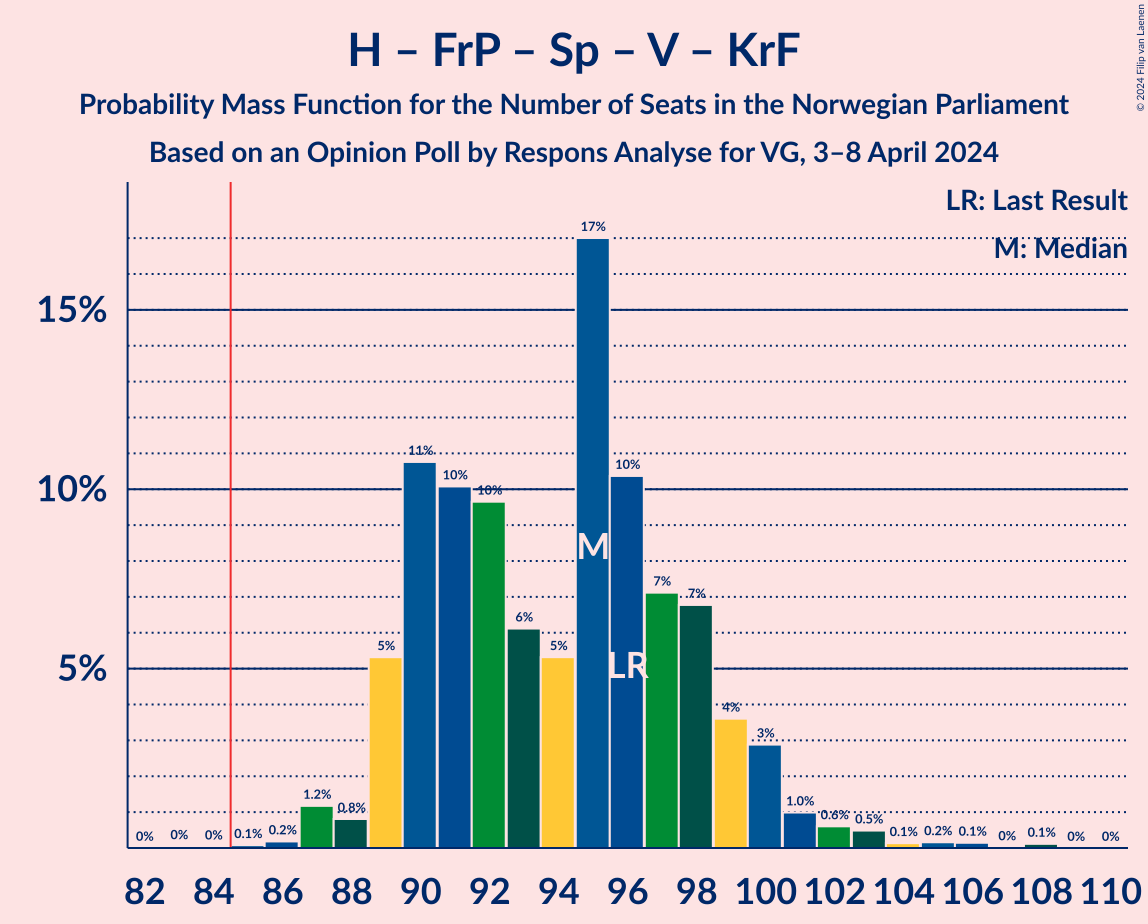 H – FrP – Sp – V – KrF
Probability Mass Function for the Number of Seats in the Norwegian Parliament
Based on an Opinion Poll by Respons Analyse for VG, 3–8 April 2024
© 2024 Filip van Laenen
LR: Last Result
M: Median
15%
10%
5%
0% 0% 0% 0.1% 0.2% 1.2% 0.8% 5% 11% 10% 10% 6% 5% 17% 10% 7% 7% 4% 3% 1.0% 0.6% 0.5% 0.1% 0.2% 0.1% 0% 0.1% 0% 0%
M
LR
82 84 86 88 90 92 94 96 98 100 102 104 106 108 110